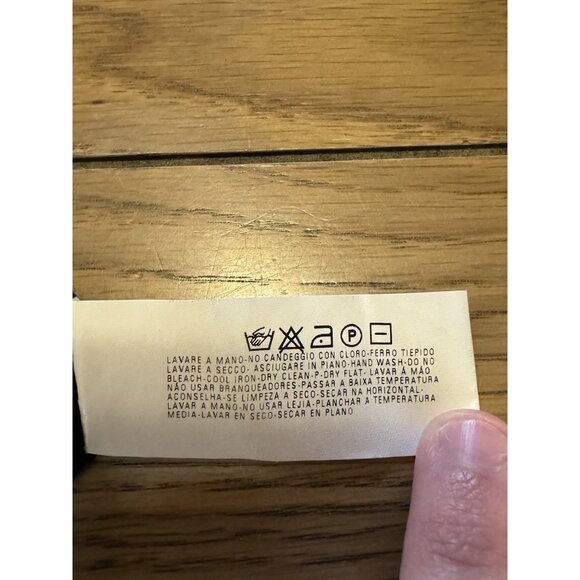 P
LAVARE A MANO-NO CANDEGGIO CON CLORO-FERRO TIEPIDO
LAVARE A SECCO- ASCIUGARE IN PIANO-HAND WASH-DO NO
BLEACH-COOL IRON-DRY CLEAN-P-DRY FLAT- LAVAR À MÃO
NÃO USAR BRANQUEADORES-PASSAR A BAIXA TEMPERATURA
ACONSELHA-SE LIMPEZA A SECO-SECAR NA HORIZONTAL-
LAVAR A MANO-NO USAR LEJIA-PLANCHAR A TEMPERATURA
MEDIA-LAVAR EN SECO-SECAR EN PLANO